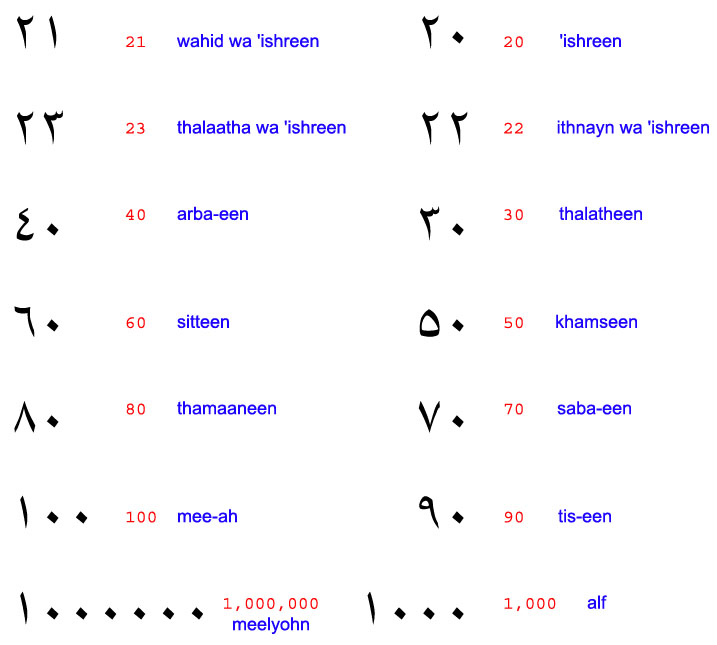 ٢١ 21 wahid wa 'ishreen ٢٠ 20 'ishreen
٢٣ 23 thalaatha wa 'ishreen ٢٢ 22 ithnayn wa 'ishreen
٤٠ 40 arba-een ٣٠ 30 thalatheen
٦٠ 60 sitteen ٥٠ 50 khamseen
٨٠ 80 thamaaneen ٧٠ 70 saba-een
١٠٠ 100 mee-ah ٩٠ 90 tis-een
١٠٠٠٠٠٠ 1,000,000 ١٠٠٠ 1,000 alf
meelyohn